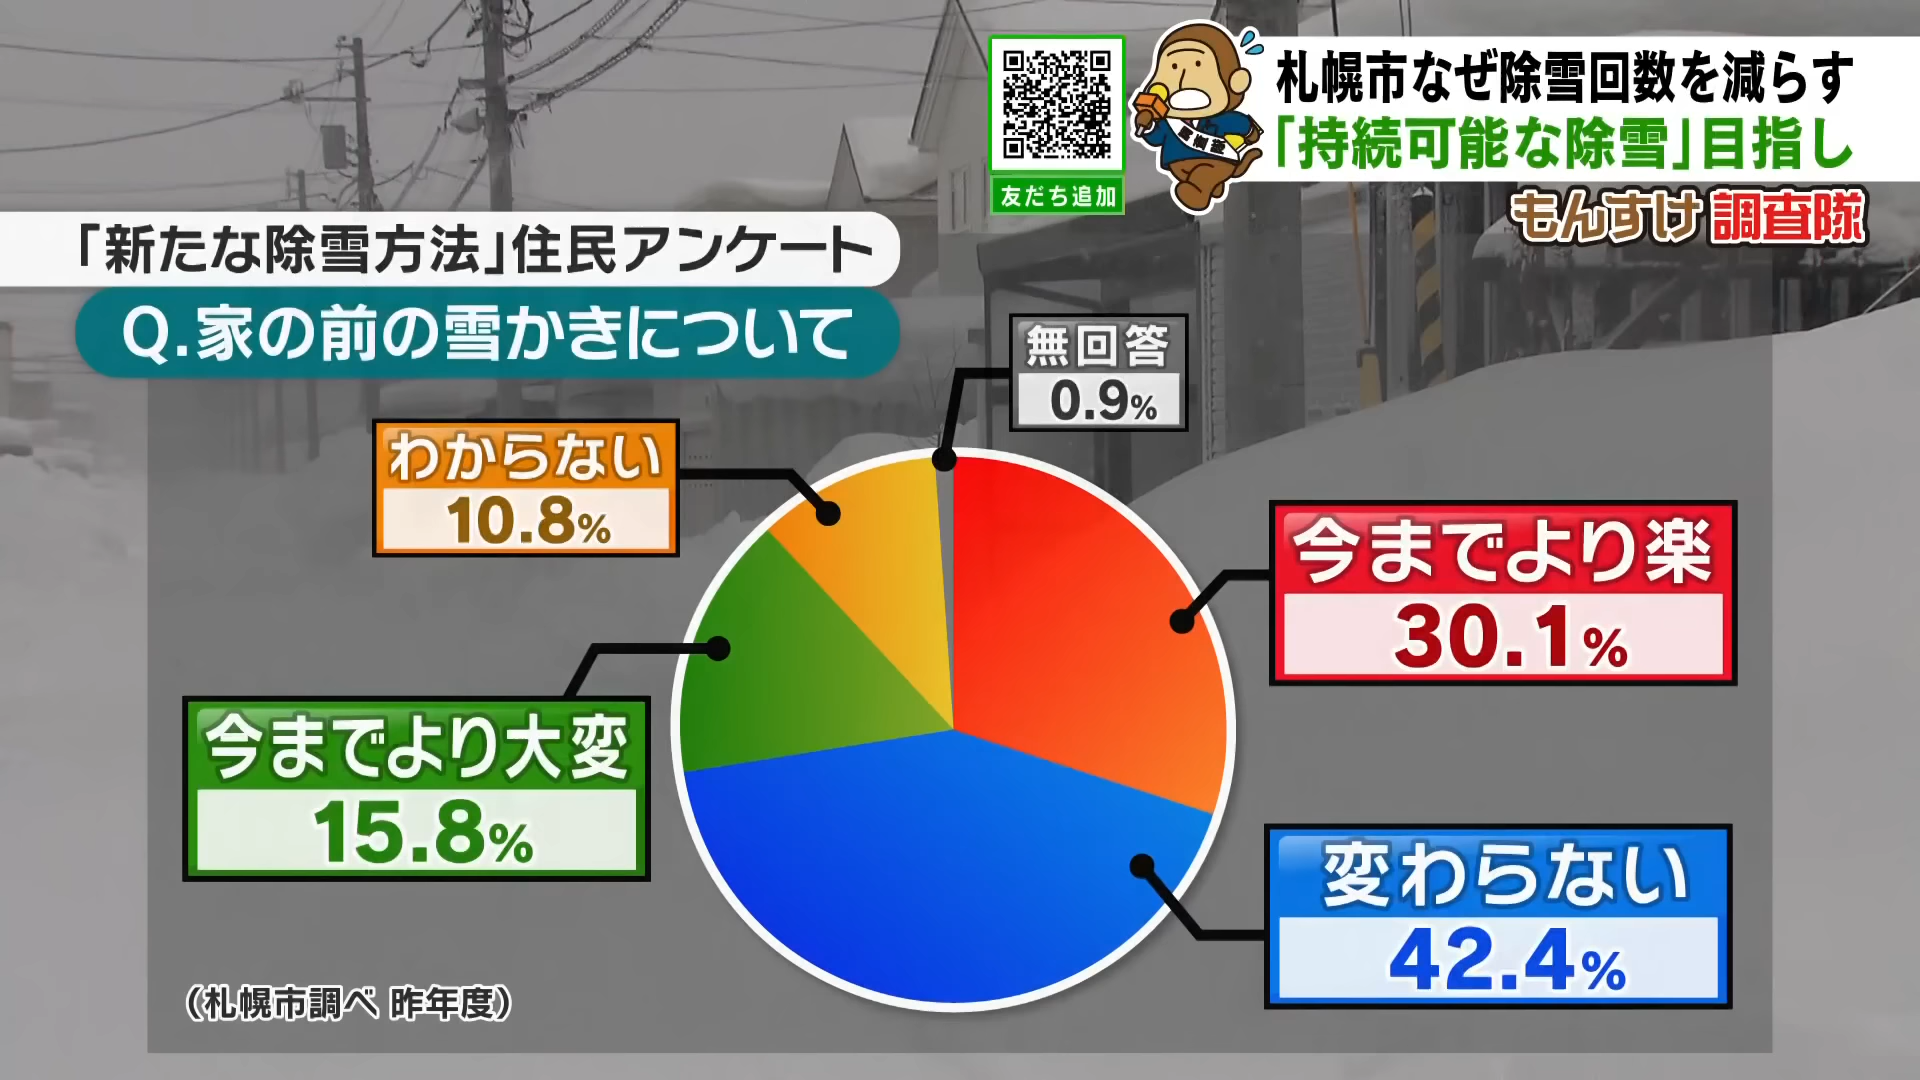 札幌市なぜ除雪回数を減らす
「持続可能な除雪」目指し
もんすけ調査隊
友だち追加
調査隊
「新たな除雪方法」住民アンケート
Q.家の前の雪かきについて
無回答
0.9%
わからない
10.8%
今までより楽
30.1%
今までより大変
15.8%
変わらない
42.4%
(札幌市調べ 昨年度)